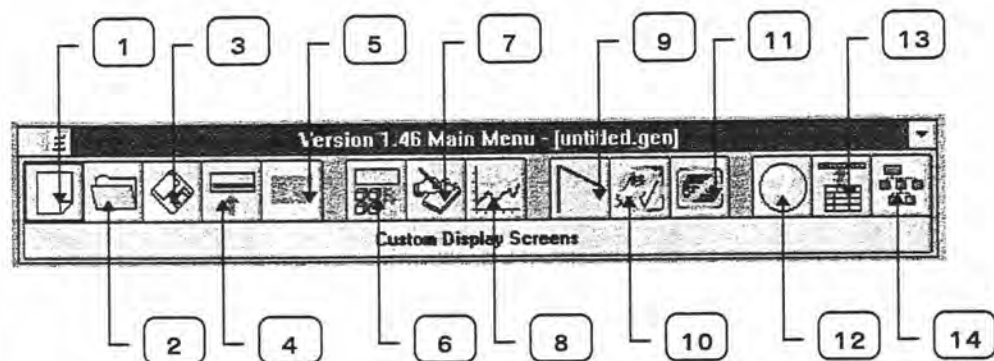 1 3 5 7 9 11 13
Version 1.46 Main Menu - [untitled.gen]
Custom Display Screens
2 4 6 8 10 12 14